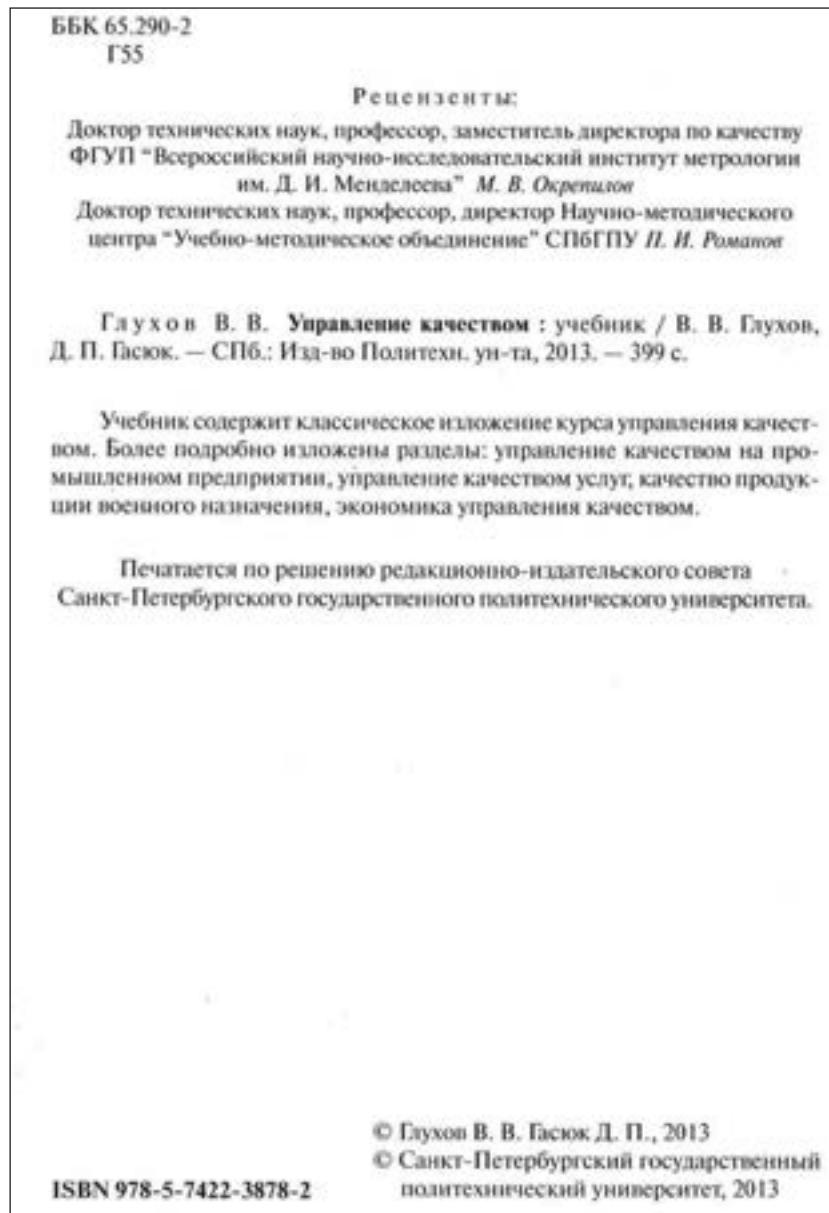 ББК 65.290-2
Г55
Рецензенты:
Доктор технических наук, профессор, заместитель директора по качеству
ФГУП "Всероссийский научно-исследовательский институт метрологии
им. Д. И. Менделеева" М. В. Окрепилов
Доктор технических наук, профессор, директор Научно-методического
центра "Учебно-методическое объединение" СПбГПУ П. И. Романов
Глухов В. В. Управление качеством : учебник / В. В. Глухов,
Д. П. Гасюк. — СПб.: Изд-во Политехн. ун-та, 2013. — 399 с.
Учебник содержит классическое изложение курса управления качест-
вом. Более подробно изложены разделы: управление качеством на про-
мышленном предприятии, управление качеством услуг, качество продук-
ции военного назначения, экономика управления качеством.
Печатается по решению редакционно-издательского совета
Санкт-Петербургского государственного политехнического университета.
© Глухов В. В. Гасюк Д. П., 2013
© Санкт-Петербургский государственный
политехнический университет, 2013
ISBN 978-5-7422-3878-2